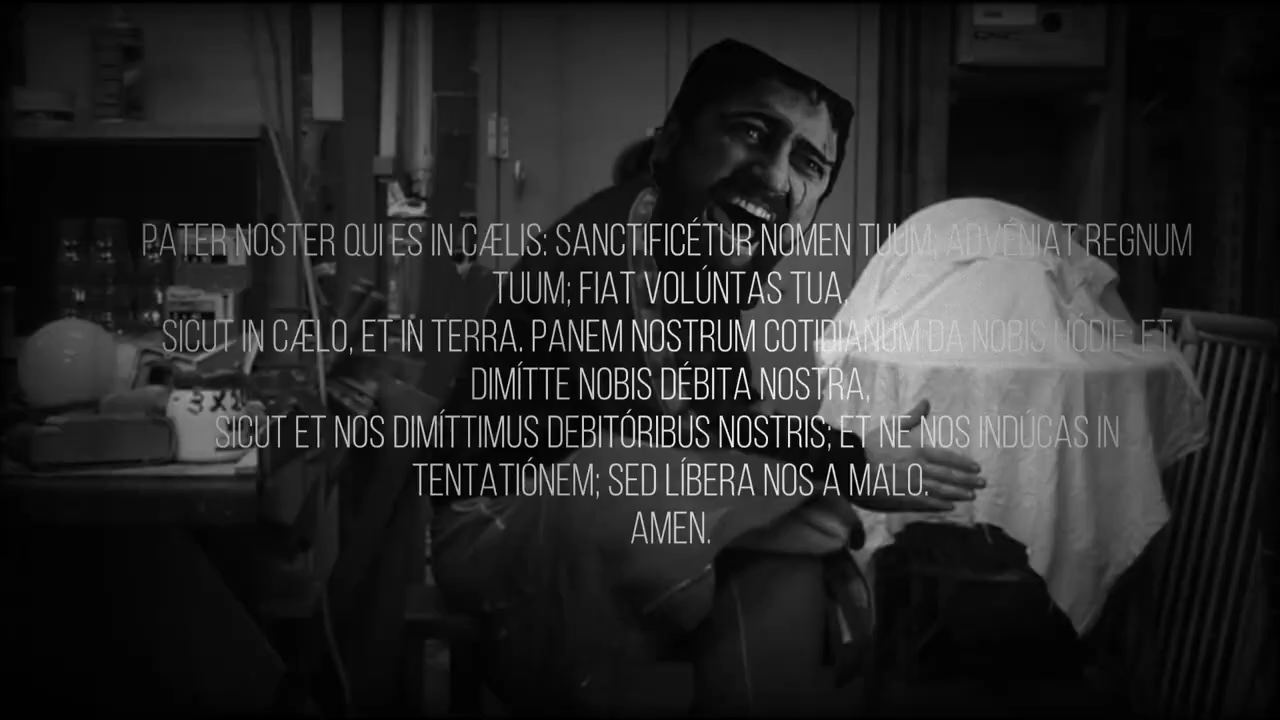 PATER NOSTER QUI ES IN CÆLIS: SANCTIFICÉTUR NOMEN TUUM; ADVÉNIAT REGNUM
TUUM; FIAT VOLÚNTAS TUA,
SICUT IN CÆLO, ET IN TERRA. PANEM NOSTRUM COTIDIANUM DA NOBIS HÓDIE; ET
DIMÍTTE NOBIS DÉBITA NOSTRA,
SICUT ET NOS DIMÍTTIMUS DEBITÓRIBUS NOSTRIS; ET NE NOS INDÚCAS IN
TENTATIÓNEM; SED LÍBERA NOS A MALO.
AMEN.
3X1